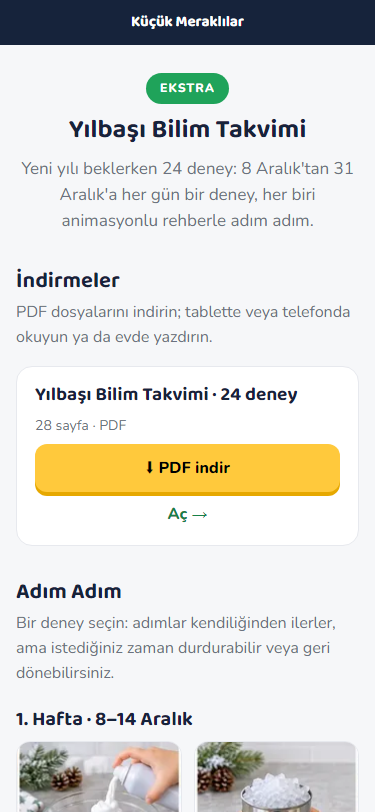 Küçük Meraklılar
EKSTRA
Yılbaşı Bilim Takvimi
Yeni yılı beklerken 24 deney: 8 Aralık'tan 31
Aralık'a her gün bir deney, her biri
animasyonlu rehberle adım adım.
İndirmeler
PDF dosyalarını indirin; tablette veya telefonda
okuyun ya da evde yazdırın.
Yılbaşı Bilim Takvimi · 24 deney
28 sayfa · PDF
⬇ PDF indir
Aç →
Adım Adım
Bir deney seçin: adımlar kendiliğinden ilerler,
ama istediğiniz zaman durdurabilir veya geri
dönebilirsiniz.
1. Hafta · 8–14 Aralık